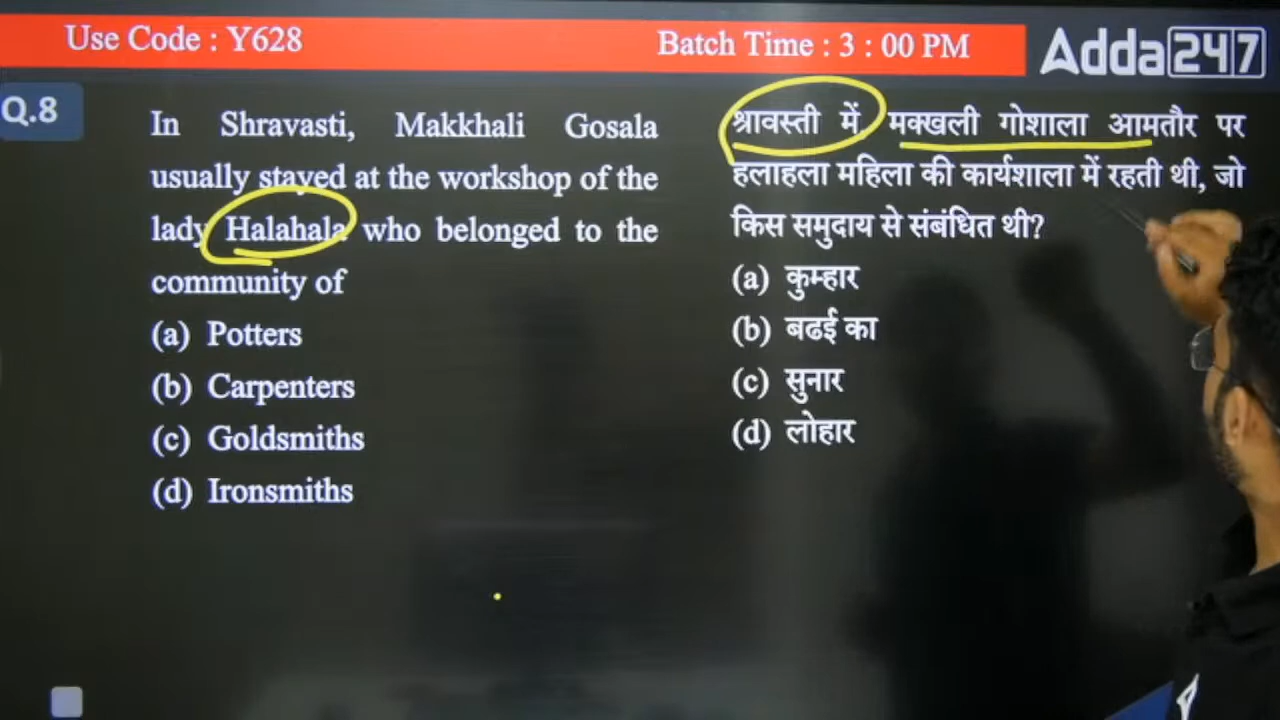 Use Code : Y628
Batch Time : 3 : 00 PM
Adda247
Q.8
In Shravasti, Makkhali Gosala
usually stayed at the workshop of the
lady Halahala who belonged to the
community of
(a) Potters
(b) Carpenters
(c) Goldsmiths
(d) Ironsmiths
श्रावस्ती में, मक्खली गोशाला आमतौर पर
हलाहला महिला की कार्यशाला में रहती थी, जो
किस समुदाय से संबंधित थी?
(a) कुम्हार
(b) बढई का
(c) सुनार
(d) लोहार